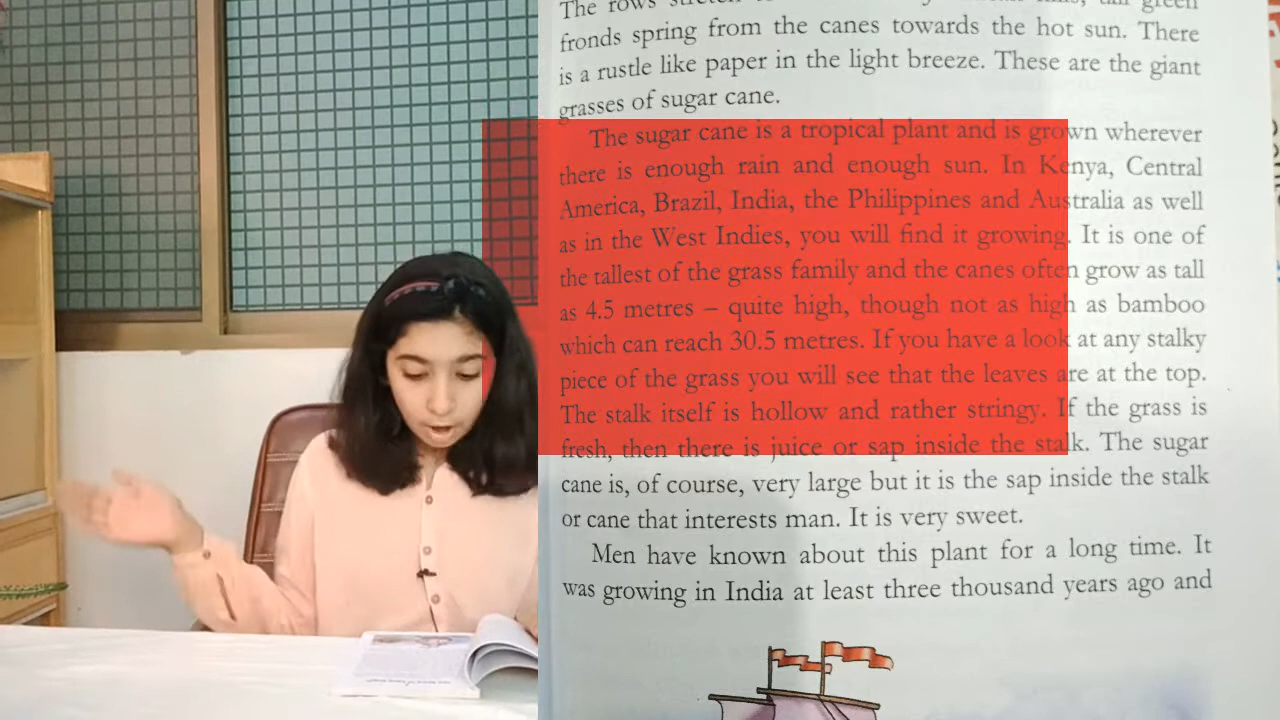 The rows
green
fronds spring from the canes towards the hot sun. There
is a rustle like paper in the light breeze. These are the giant
grasses of sugar cane.
The sugar cane is a tropical plant and is grown wherever
there is enough rain and enough sun. In Kenya, Central
America, Brazil, India, the Philippines and Australia as well
as in the West Indies, you will find it growing. It is one of
the tallest of the grass family and the canes often grow as tall
as 4.5 metres – quite high, though not as high as bamboo
which can reach 30.5 metres. If you have a look at any stalky
piece of the grass you will see that the leaves are at the top.
The stalk itself is hollow and rather stringy. If the grass is
fresh, then there is juice or sap inside the stalk. The sugar
cane is, of course, very large but it is the sap inside the stalk
or cane that interests man. It is very sweet.
Men have known about this plant for a long time. It
was growing in India at least three thousand years ago and